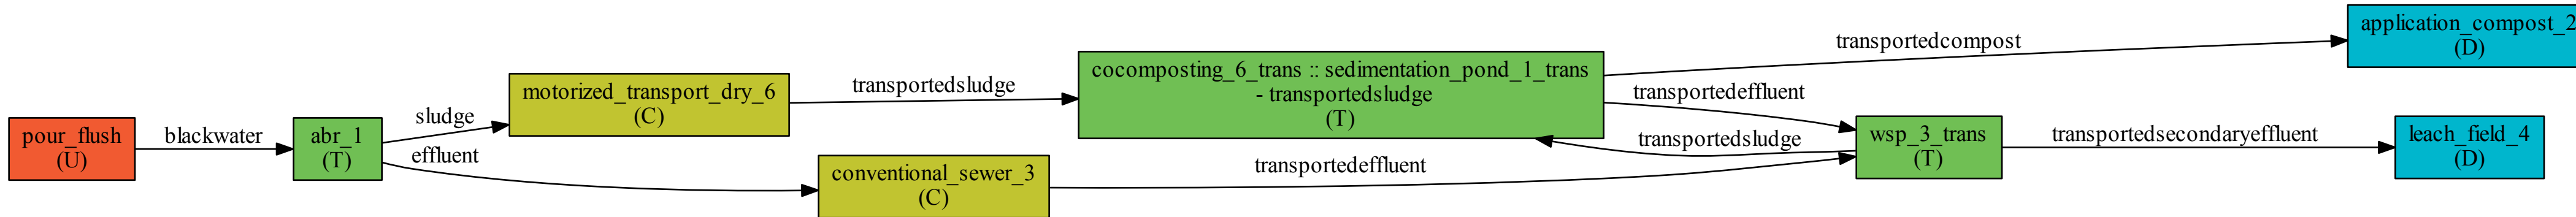 pour_flush
(U)
blackwater
abr_1
(T)
sludge
effluent
motorized_transport_dry_6
(C)
conventional_sewer_3
(C)
transportedsludge
transportedeffluent
cocomposting_6_trans :: sedimentation_pond_1_trans
- transportedsludge
(T)
transportedcompost
transportedeffluent
transportedsludge
wsp_3_trans
(T)
transportedsecondaryeffluent
application_compost_2
(D)
leach_field_4
(D)